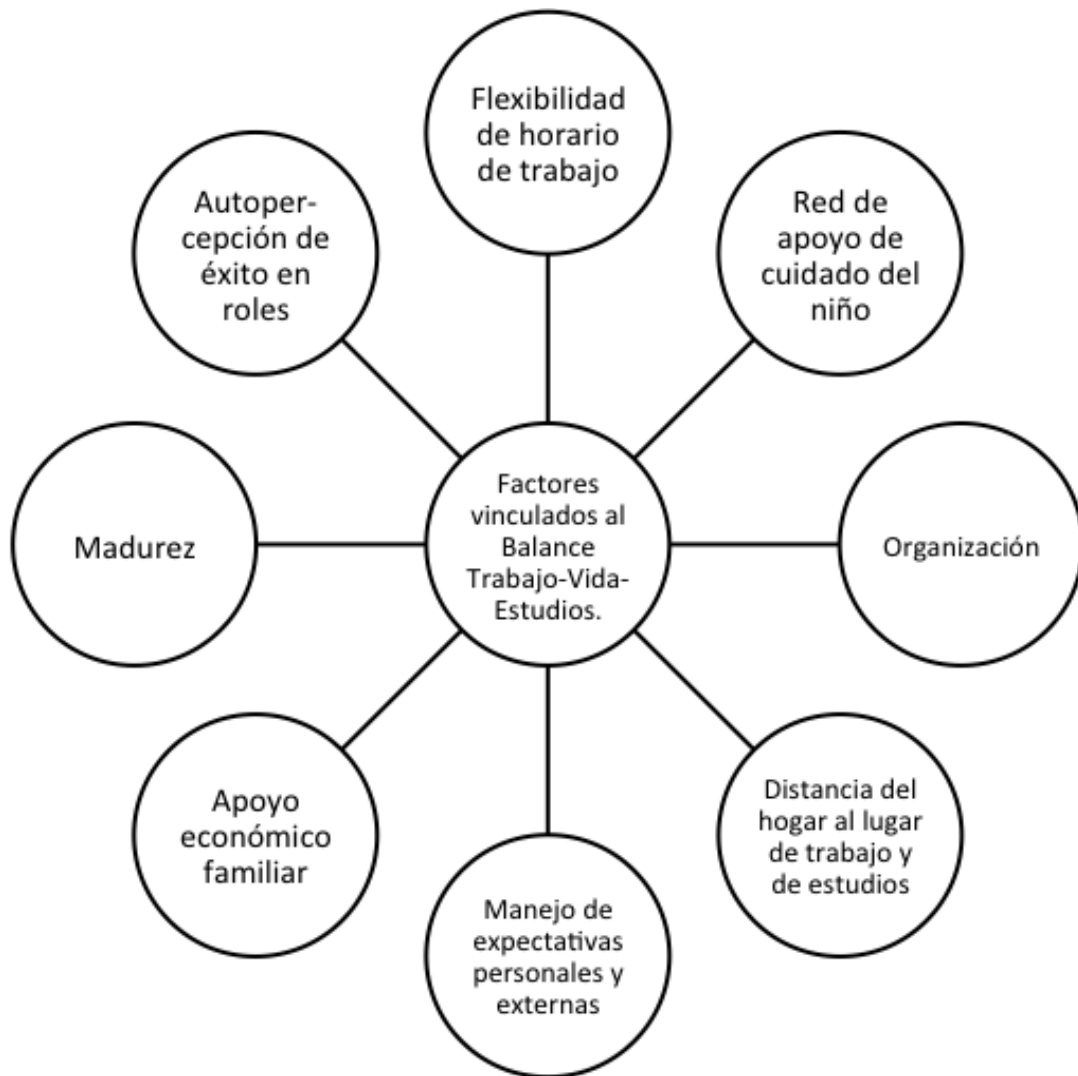 Flexibilidad
de horario
de trabajo
Autoper-
cepción de
éxito en
roles
Red de
apoyo de
cuidado del
niño
Madurez
Factores
vinculados al
Balance
Trabajo-Vida-
Estudios.
Organización
Apoyo
económico
familiar
Distancia del
hogar al lugar
de trabajo y
de estudios
Manejo de
expectativas
personales y
externas